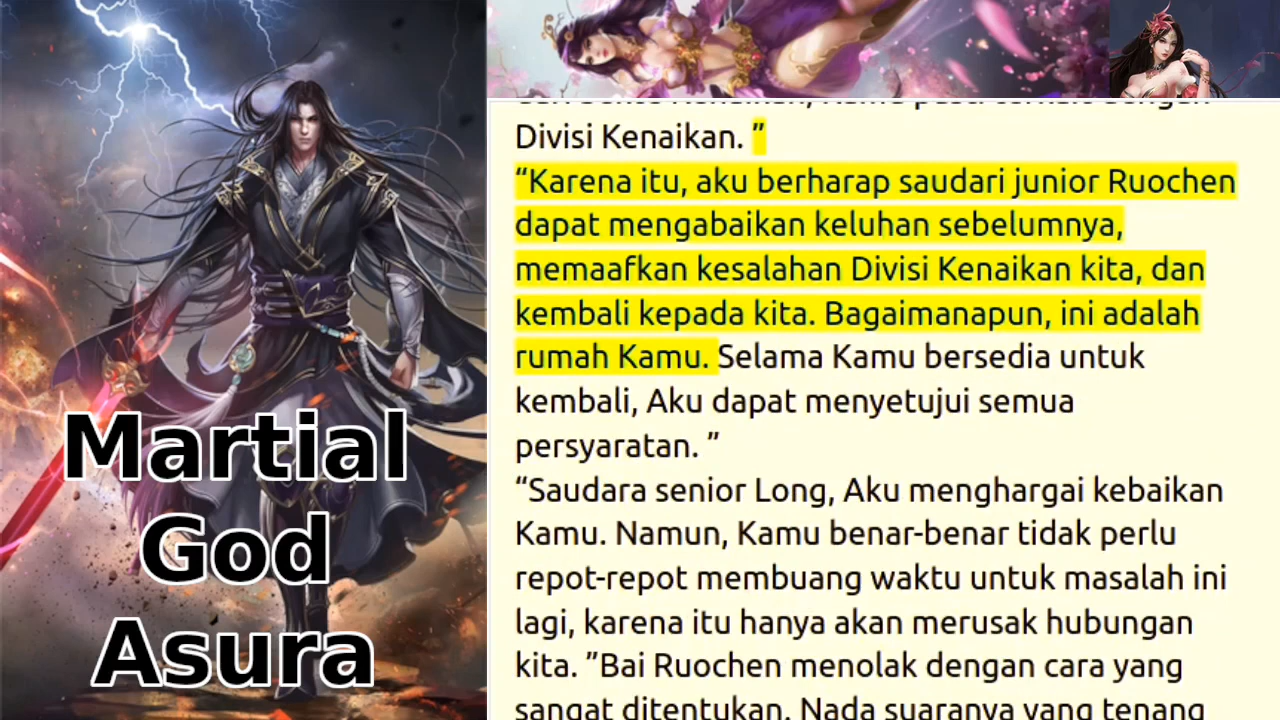 Martial
God
Asura
Divisi Kenaikan. ”
“Karena itu, aku berharap saudari junior Ruochen
dapat mengabaikan keluhan sebelumnya,
memaafkan kesalahan Divisi Kenaikan kita, dan
kembali kepada kita. Bagaimanapun, ini adalah
rumah Kamu. Selama Kamu bersedia untuk
kembali, Aku dapat menyetujui semua
persyaratan. ”
“Saudara senior Long, Aku menghargai kebaikan
Kamu. Namun, Kamu benar-benar tidak perlu
repot-repot membuang waktu untuk masalah ini
lagi, karena itu hanya akan merusak hubungan
kita. ”Bai Ruochen menolak dengan cara yang
sangat ditentukan. Nada suaranya yang tenang